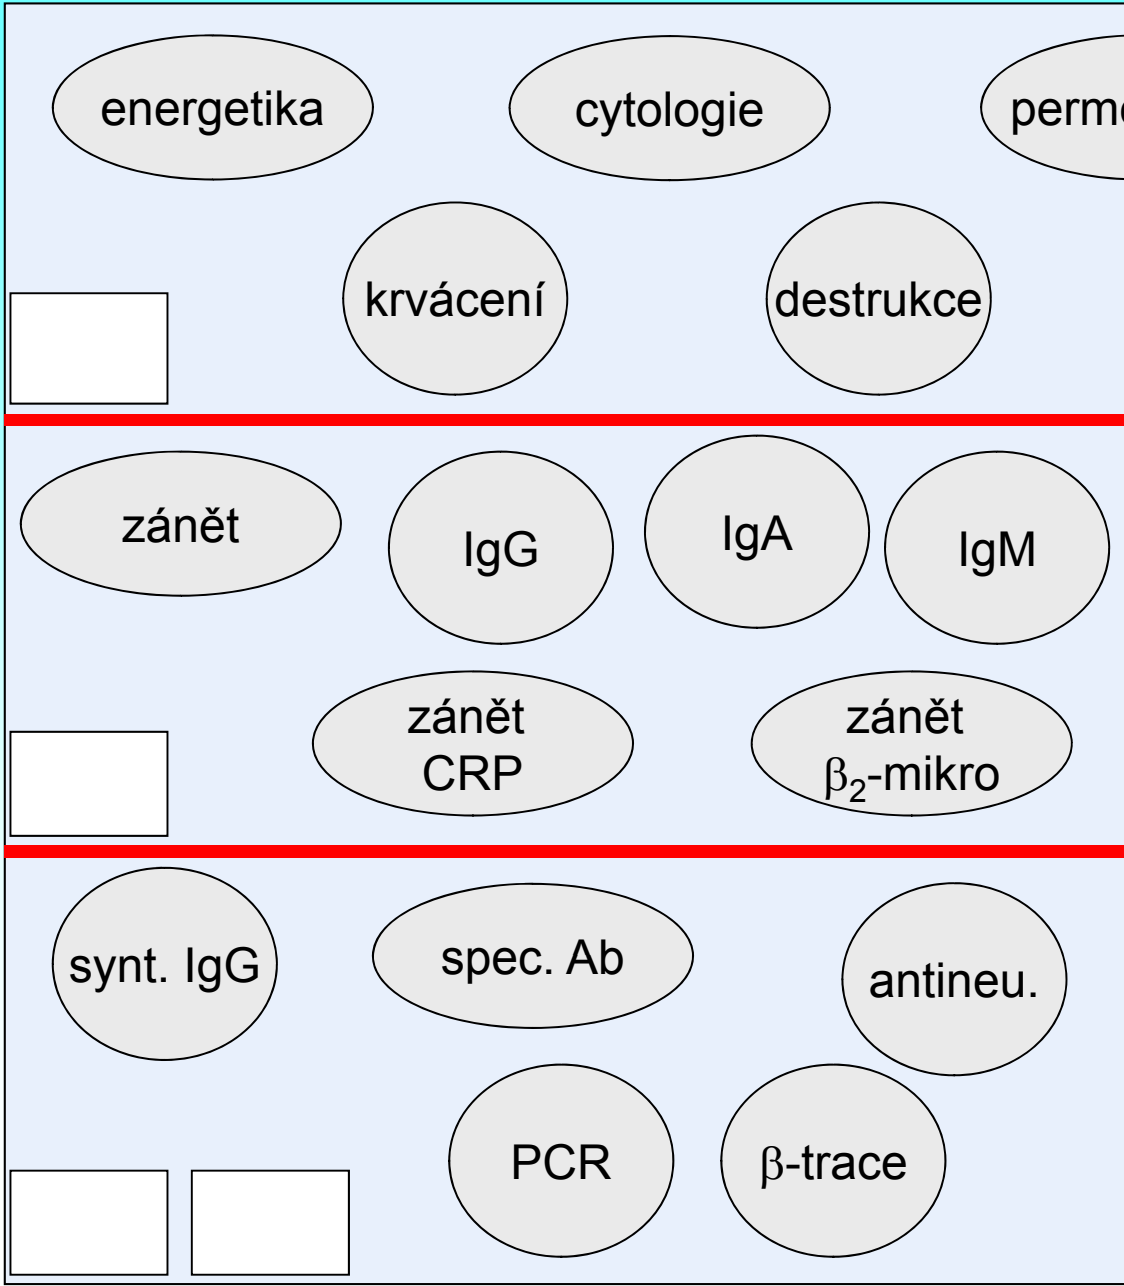 energetika
cytologie
krvácení
destrukce
zánět
IgG
IgA
IgM
zánět
CRP
zánět
β₂-mikro
synt. IgG
spec. Ab
antineu.
PCR
β-trace